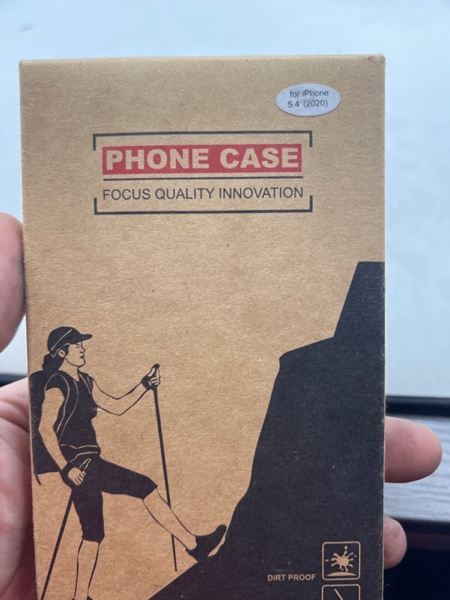 for iPhone
5.4 (2020)
PHONE CASE
FOCUS QUALITY INNOVATION
DIRT PROOF